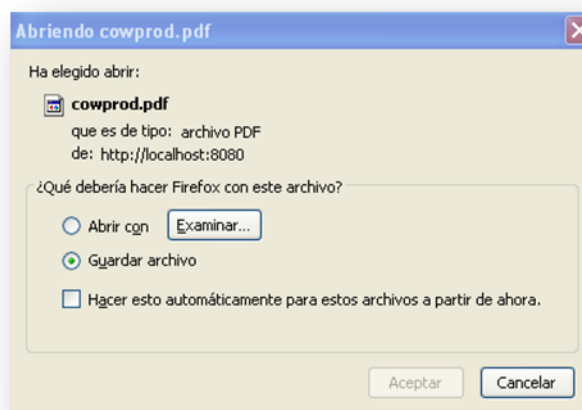 Abriendo cowprod.pdf
Ha elegido abrir:
cowprod.pdf
que es de tipo: archivo PDF
de: http://localhost:8080
¿Qué debería hacer Firefox con este archivo?
Abrir con Examinar...
Guardar archivo
Hacer esto automáticamente para estos archivos a partir de ahora.
Aceptar Cancelar